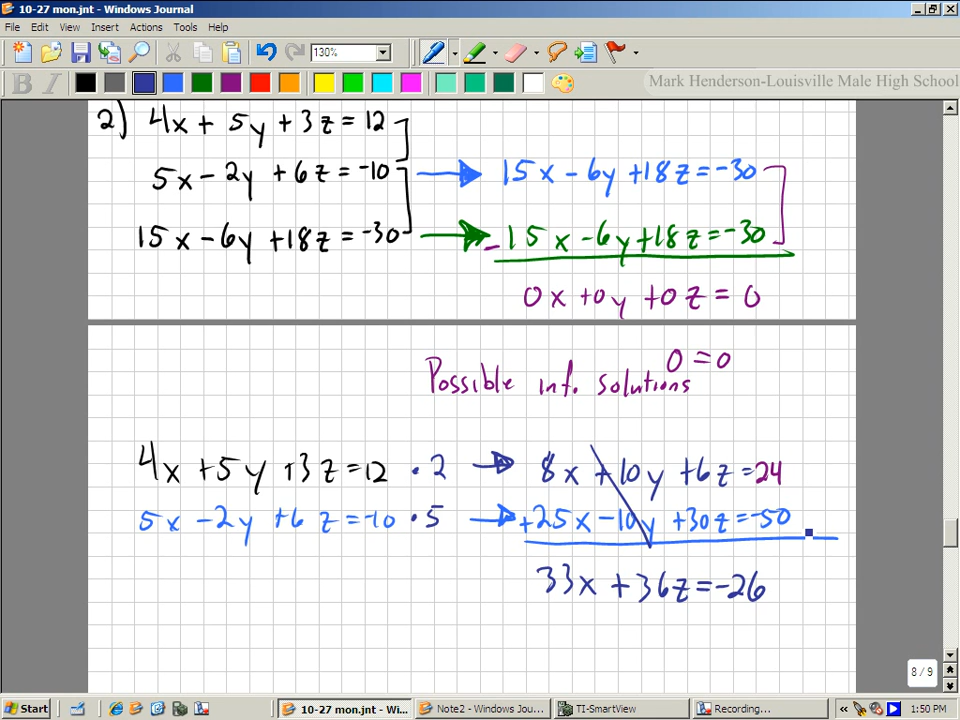 10-27 mon.jnt - Windows Journal
File Edit View Insert Actions Tools Help
130%
B I
Mark Henderson-Louisville Male High School
2) 4x + 5y + 3z = 12
5x - 2y + 6z = -10 15x - 6y + 18z = -30
15x - 6y + 18z = -30 - 15x - 6y + 18z = -30
0x + 0y + 0z = 0
0 = 0
Possible inf. solutions
4x + 5y + 3z = 12 · 2 8x + 10y + 6z = 24
5x - 2y + 6z = -10 · 5 + 25x - 10y + 30z = -50
33x + 36z = -26
8 / 9
Start 10-27 mon.jnt - Wi... Note2 - Windows Jou... TI-SmartView Recording... « 1:50 PM